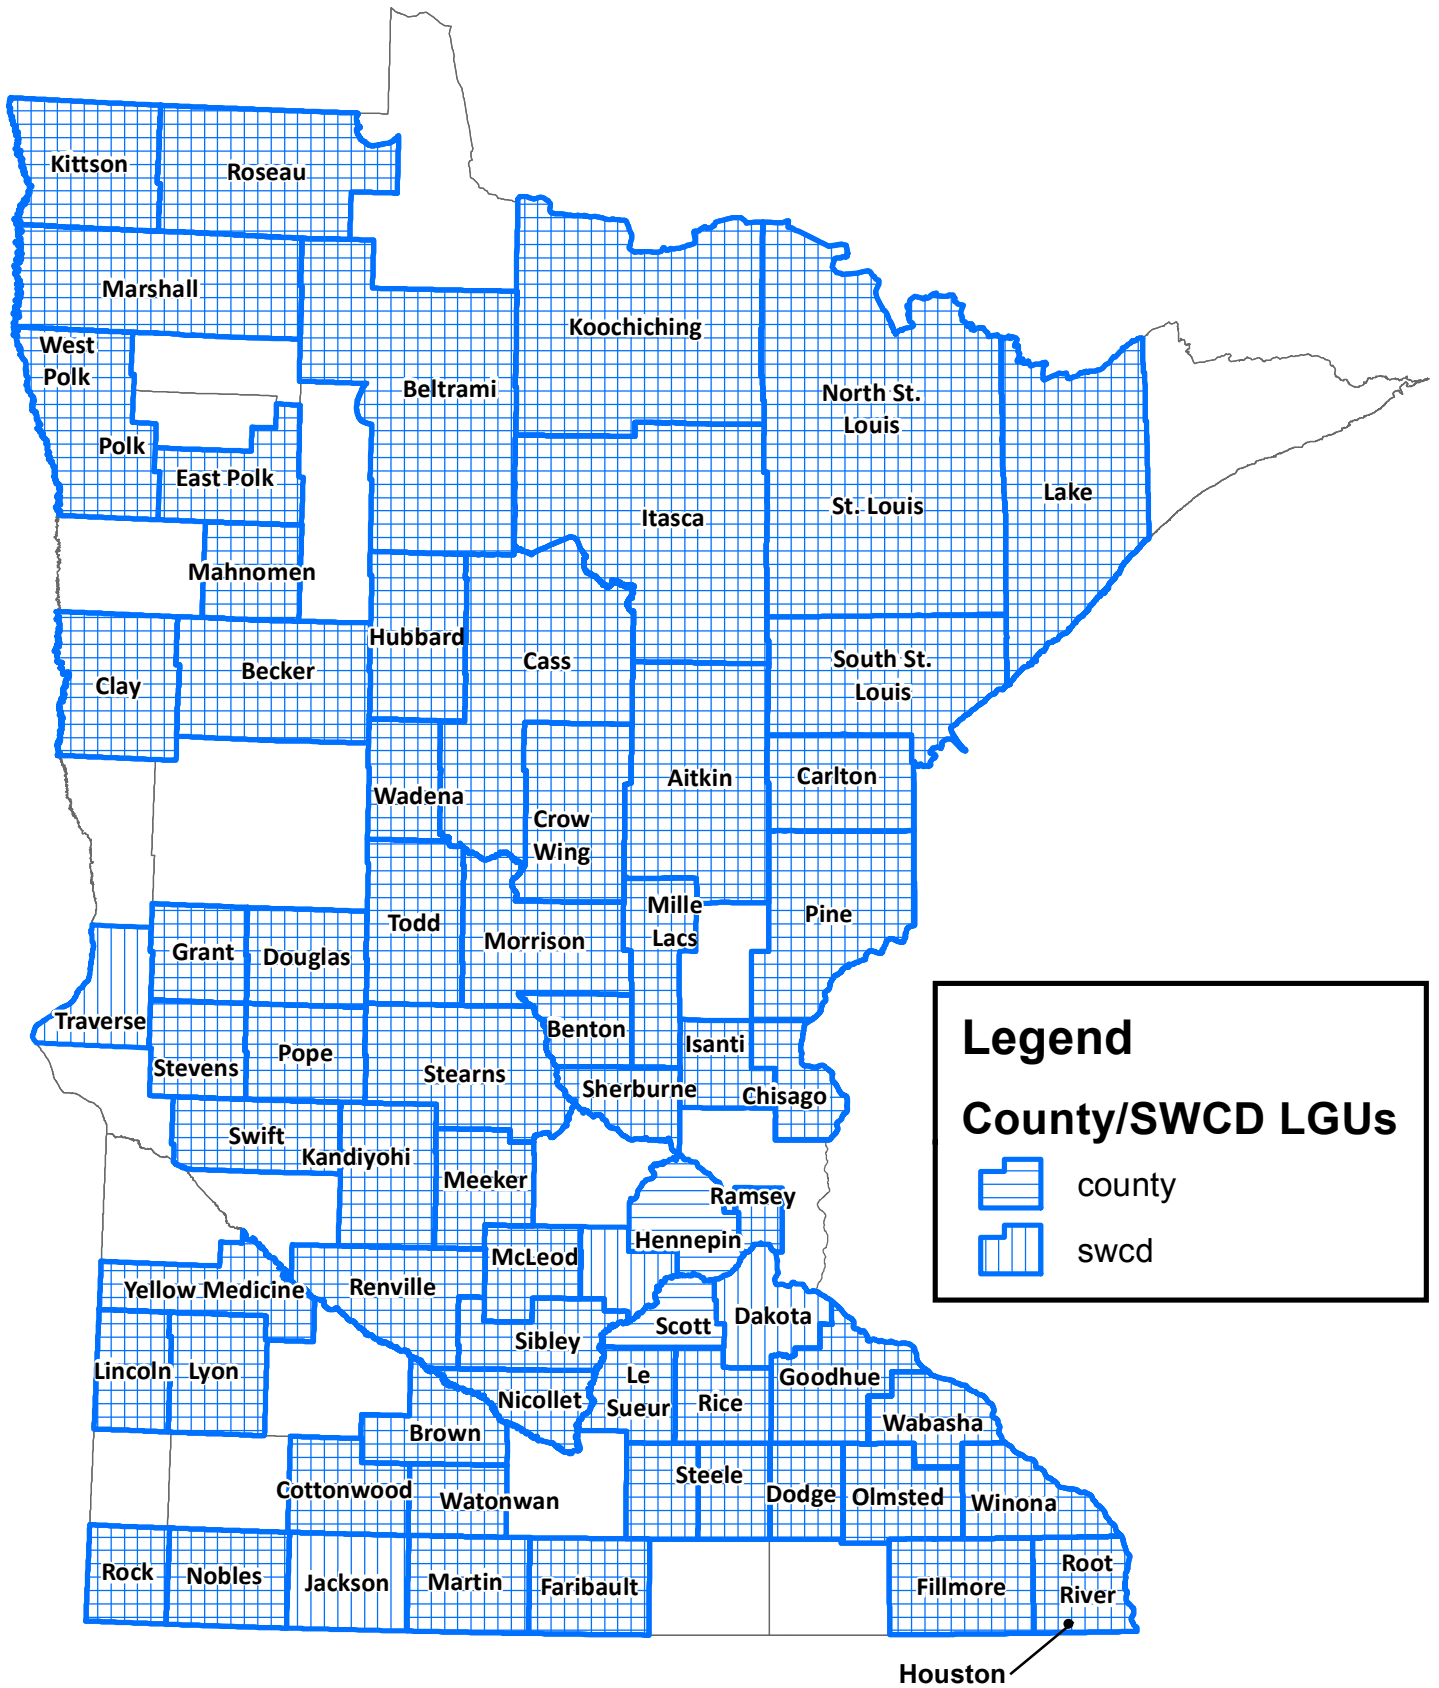 Kittson
Roseau
Marshall
West
Polk
Koochiching
Beltrami
North St.
Louis
Polk
East Polk
Lake
St. Louis
Itasca
Mahnomen
Hubbard
Cass
South St.
Louis
Becker
Clay
Aitkin
Carlton
Wadena
Crow
Wing
Mille
Lacs
Pine
Todd
Morrison
Grant
Douglas
Traverse
Benton
Isanti
Stevens
Pope
Stearns
Sherburne
Chisago
Swift
Kandiyohi
Meeker
Ramsey
Hennepin
McLeod
Yellow Medicine
Renville
Dakota
Scott
Sibley
Lincoln
Lyon
Le
Sueur
Goodhue
Nicollet
Rice
Wabasha
Brown
Steele
Cottonwood
Watonwan
Dodge
Olmsted
Winona
Rock
Nobles
Jackson
Martin
Faribault
Fillmore
Root
River
Houston
Legend
County/SWCD LGUs
county
swcd